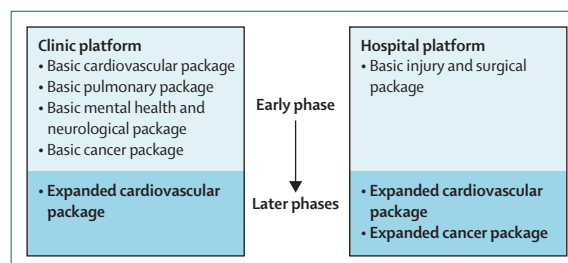 Clinic platform
• Basic cardiovascular package
• Basic pulmonary package
• Basic mental health and
neurological package
• Basic cancer package
• Expanded cardiovascular
package
Early phase
Later phases
Hospital platform
• Basic injury and surgical
package
• Expanded cardiovascular
package
• Expanded cancer package